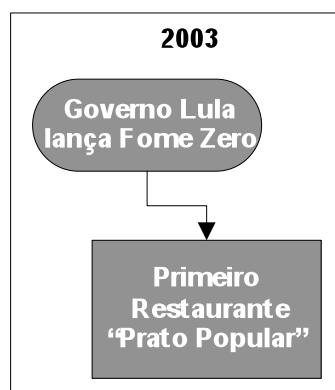 2003
Governo Lula
lança Fome Zero
Primeiro
Restaurante
“Prato Popular”